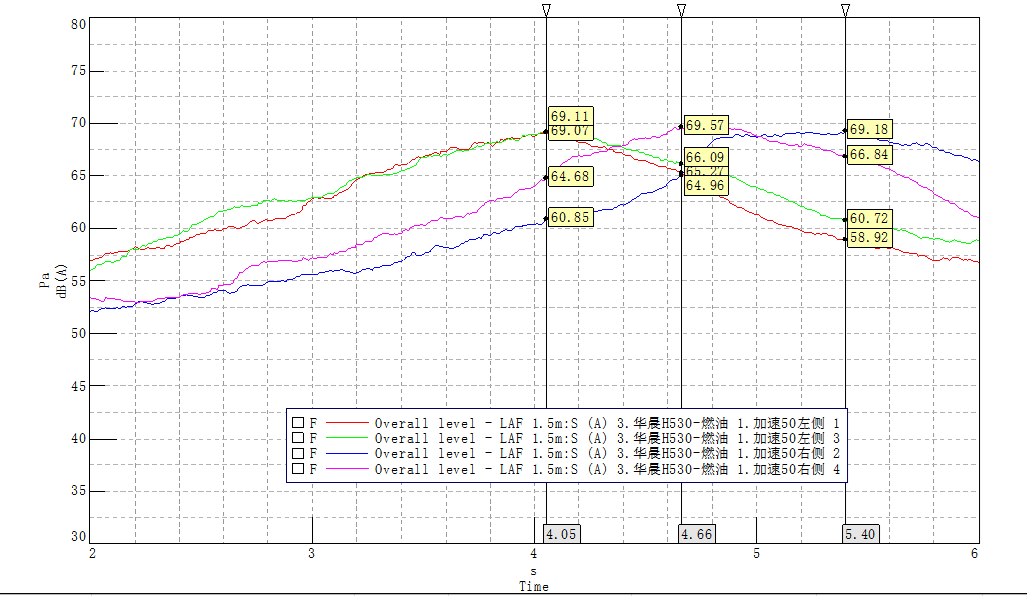 80
75
70
65
60
55
50
45
40
35
30
Pa
dB(A)
69.11
69.07
64.68
60.85
69.57
66.09
65.27
64.96
69.18
66.84
60.72
58.92
F Overall level - LAF 1.5m:S (A) 3.华晨H530-燃油 1.加速50左侧 1
F Overall level - LAF 1.5m:S (A) 3.华晨H530-燃油 1.加速50左侧 3
F Overall level - LAF 1.5m:S (A) 3.华晨H530-燃油 1.加速50右侧 2
F Overall level - LAF 1.5m:S (A) 3.华晨H530-燃油 1.加速50右侧 4
4.05
4.66
5.40
2 3 4 5 6
s
Time